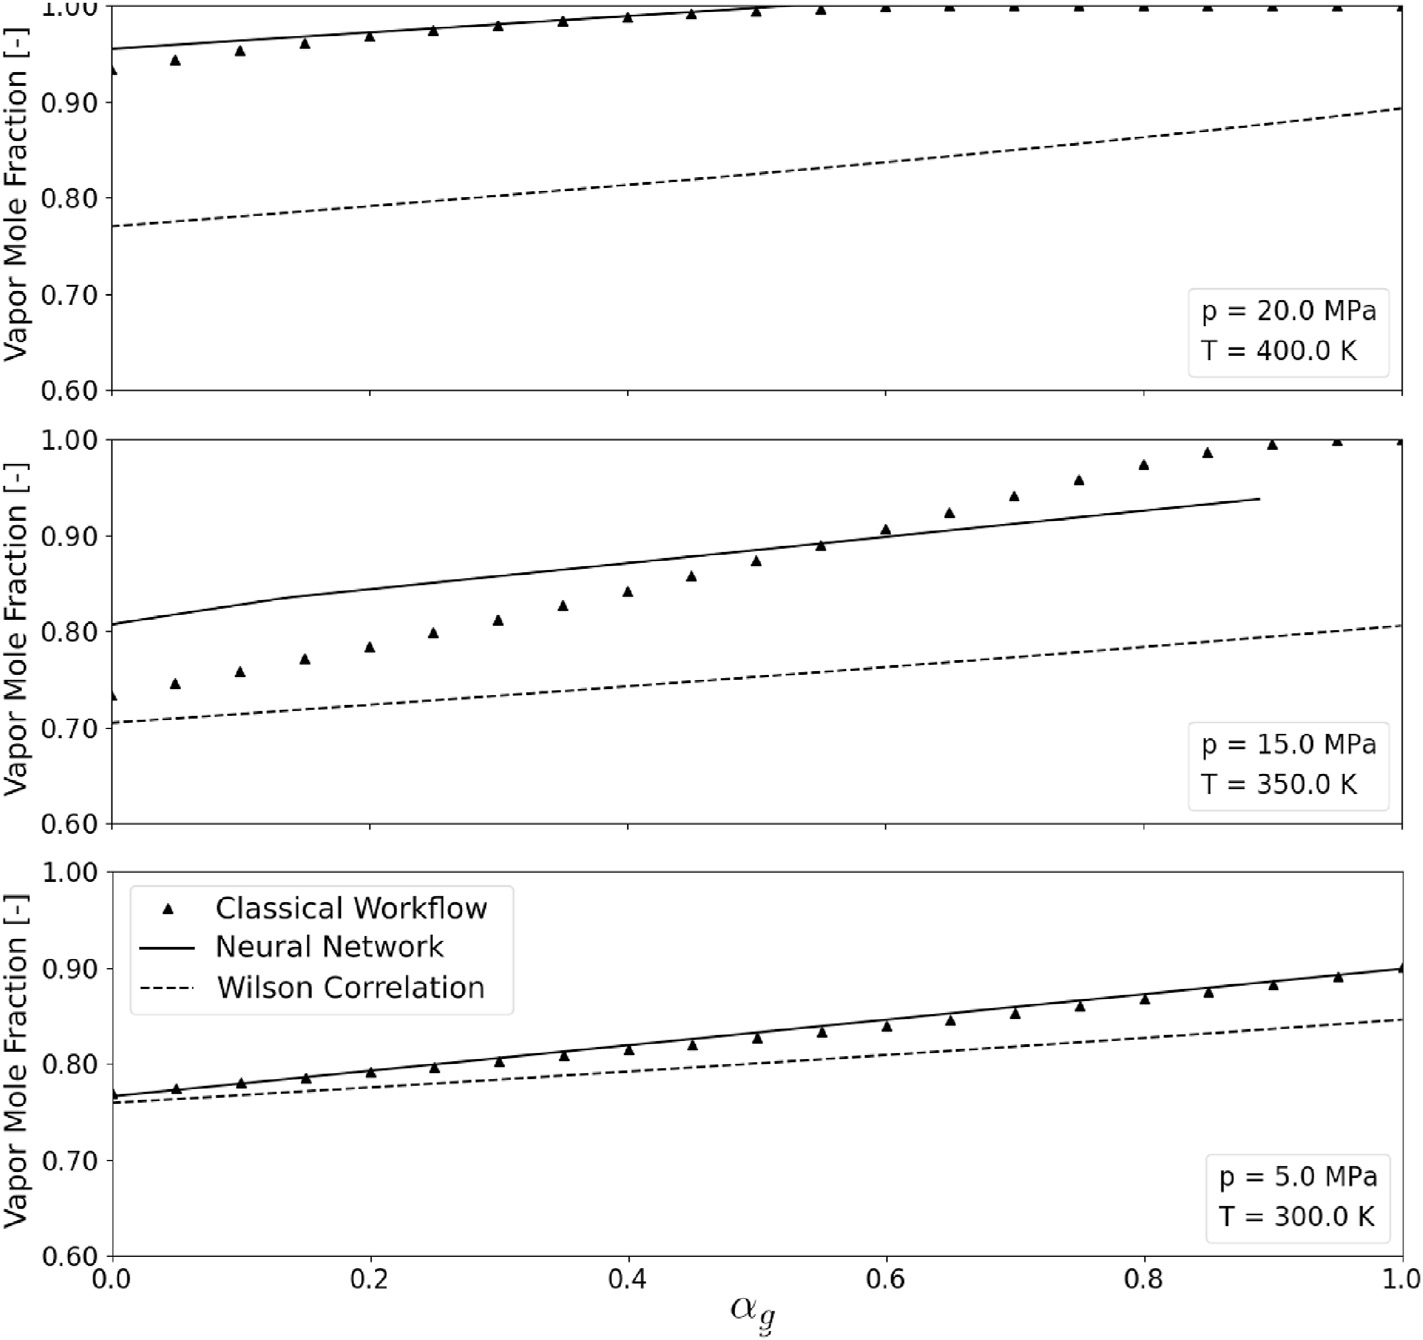 Vapor Mole Fraction [-]
1.00
0.90
0.80
0.70
0.60
p = 20.0 MPa
T = 400.0 K
Vapor Mole Fraction [-]
1.00
0.90
0.80
0.70
0.60
p = 15.0 MPa
T = 350.0 K
Vapor Mole Fraction [-]
1.00
0.90
0.80
0.70
0.60
Classical Workflow
Neural Network
Wilson Correlation
p = 5.0 MPa
T = 300.0 K
0.0 0.2 0.4 0.6 0.8 1.0
α_g